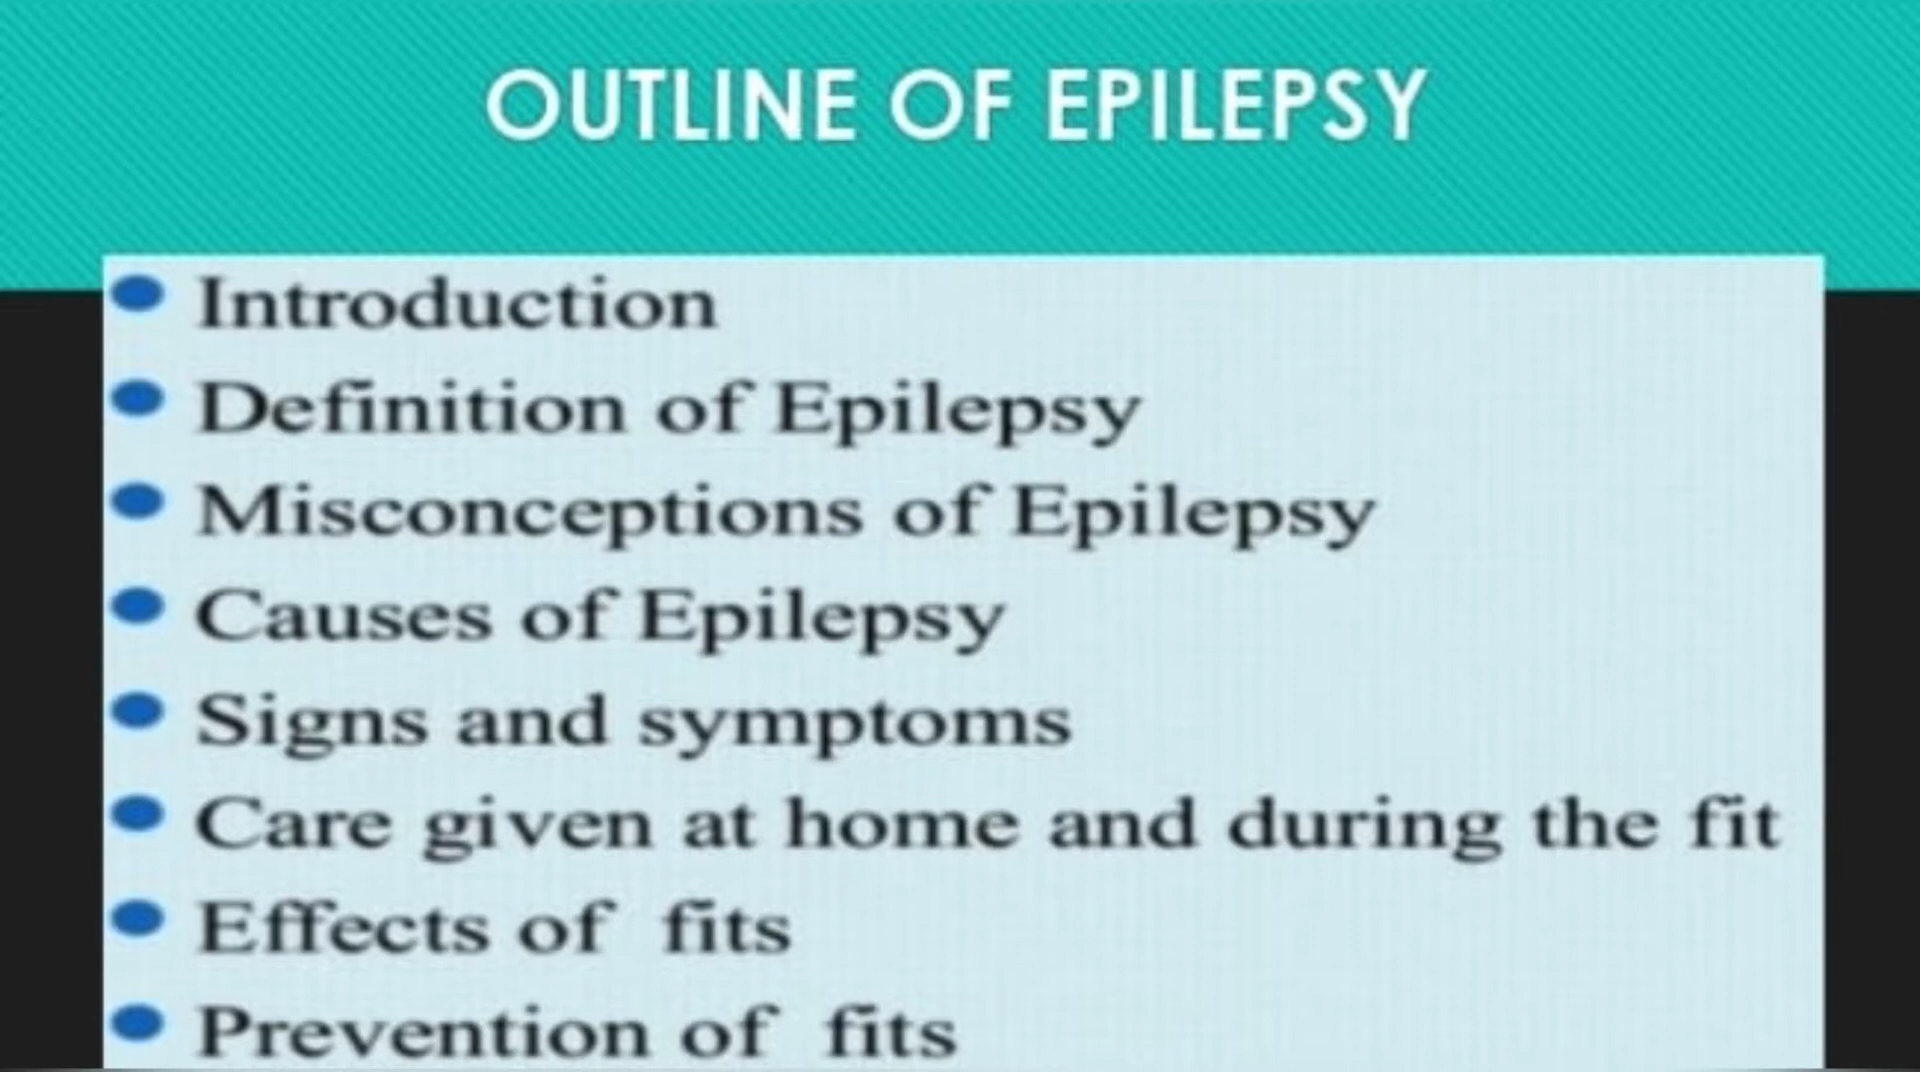 OUTLINE OF EPILEPSY
Introduction
Definition of Epilepsy
Misconceptions of Epilepsy
Causes of Epilepsy
Signs and symptoms
Care given at home and during the fit
Effects of fits
Prevention of fits